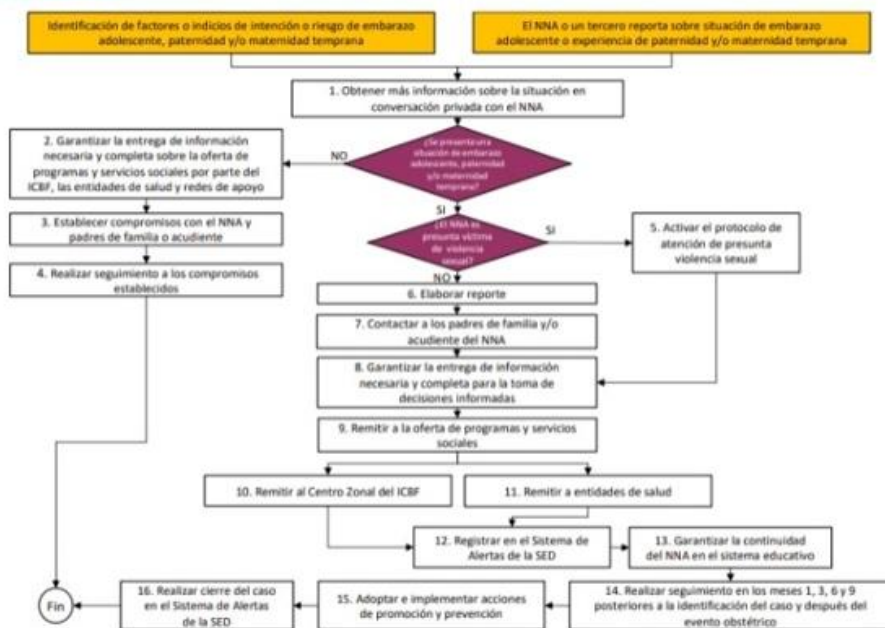 Identificación de factores o indicios de intención o riesgo de embarazo
adolescente, paternidad y/o maternidad temprana
El NNA o un tercero reporta sobre situación de embarazo
adolescente o experiencia de paternidad y/o maternidad temprana
1. Obtener más información sobre la situación en
conversación privada con el NNA
¿Se presenta una
situación de embarazo
adolescente, paternidad
y/o maternidad
temprana?
NO
2. Garantizar la entrega de información
necesaria y completa sobre la oferta de
programas y servicios sociales por parte del
ICBF, las entidades de salud y redes de apoyo
3. Establecer compromisos con el NNA y
padres de familia o acudiente
4. Realizar seguimiento a los compromisos
establecidos
SI
¿El NNA es
presunta víctima
de violencia
sexual?
SI
5. Activar el protocolo de
atención de presunta
violencia sexual
NO
6. Elaborar reporte
7. Contactar a los padres de familia y/o
acudiente del NNA
8. Garantizar la entrega de información
necesaria y completa para la toma de
decisiones informadas
9. Remitir a la oferta de programas y servicios
sociales
10. Remitir al Centro Zonal del ICBF
11. Remitir a entidades de salud
12. Registrar en el Sistema de
Alertas de la SED
13. Garantizar la continuidad
del NNA en el sistema educativo
14. Realizar seguimiento en los meses 1, 3, 6 y 9
posteriores a la identificación del caso y después del
evento obstétrico
15. Adoptar e implementar acciones
de promoción y prevención
16. Realizar cierre del caso
en el Sistema de Alertas
de la SED
Fin